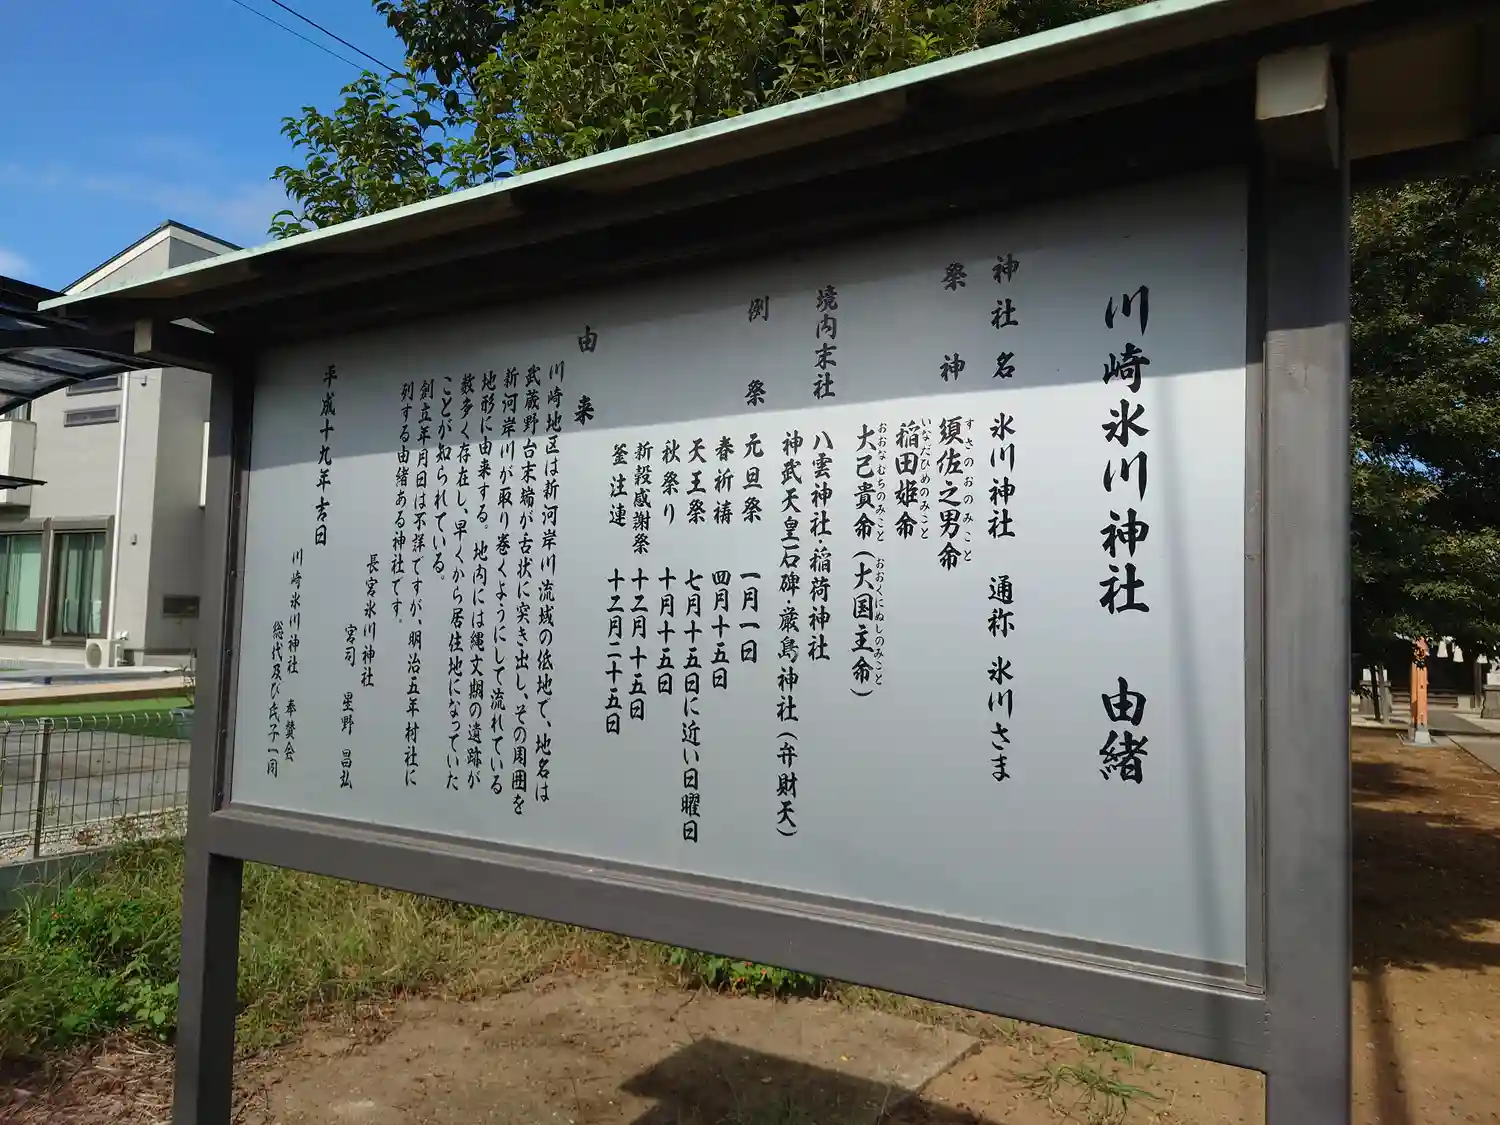 川崎氷川神社　由緒
神社名　氷川神社　通称　氷川さま
祭神　須佐之男命
すさのおのみこと
稲田姫命
いなだひめのみこと
大己貴命（大国主命）
おおなむちのみこと　おおくにぬしのみこと
境内末社　八雲神社　稲荷神社
神武天皇石碑・厳島神社（弁財天）
例祭　元旦祭　一月一日
春祈祷　四月十五日
天王祭　七月十五日に近い日曜日
秋祭り　十月十五日
新穀感謝祭　十二月十五日
釜注連　十二月二十五日
由来
川崎地区は新河岸川流域の低地で、地名は
武蔵野台末端が舌状に突き出し、その周囲を
新河岸川が取り巻くようにして流れている
地形に由来する。地内には縄文期の遺跡が
数多く存在し、早くから居住地になっていた
ことが知られている。
創立年月日は不詳ですが、明治五年村社に
列する由緒ある神社です。
平成十九年吉日
長宮氷川神社
宮司　星野　昌弘
川崎氷川神社　奉賛会
総代及び氏子一同